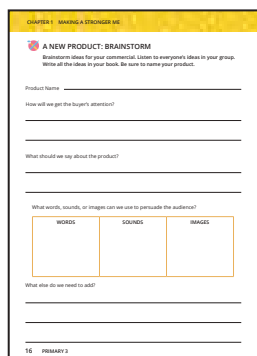 CHAPTER 1 MAKING A STRONGER ME
A NEW PRODUCT: BRAINSTORM
Brainstorm ideas for your commercial. Listen to everyone's ideas in your group.
Write all the ideas in your book. Be sure to name your product.
Product Name
How will we get the buyer's attention?
What should we say about the product?
What words, sounds, or images can we use to persuade the audience?
WORDS SOUNDS IMAGES
What else do we need to add?
16 PRIMARY 3